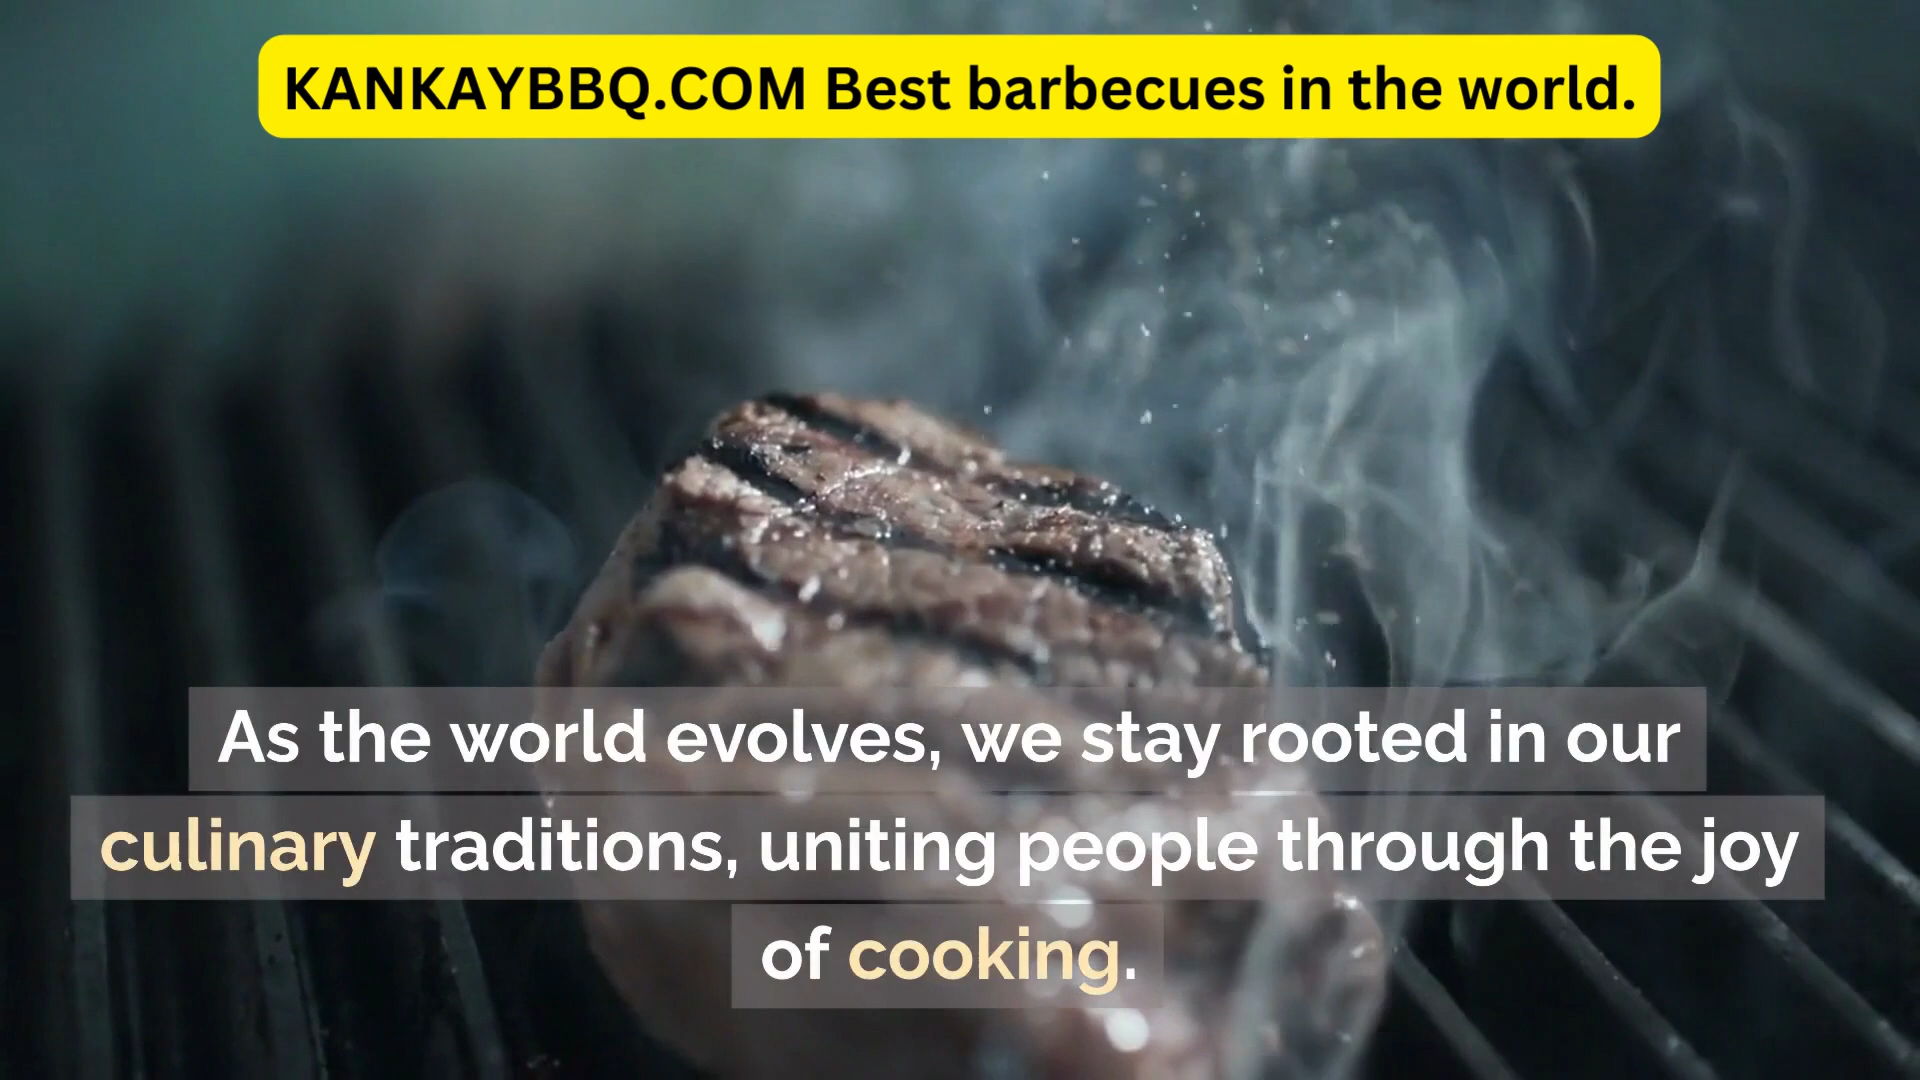 KANKAYBBQ.COM Best barbecues in the world.
As the world evolves, we stay rooted in our
culinary traditions, uniting people through the joy
of cooking.